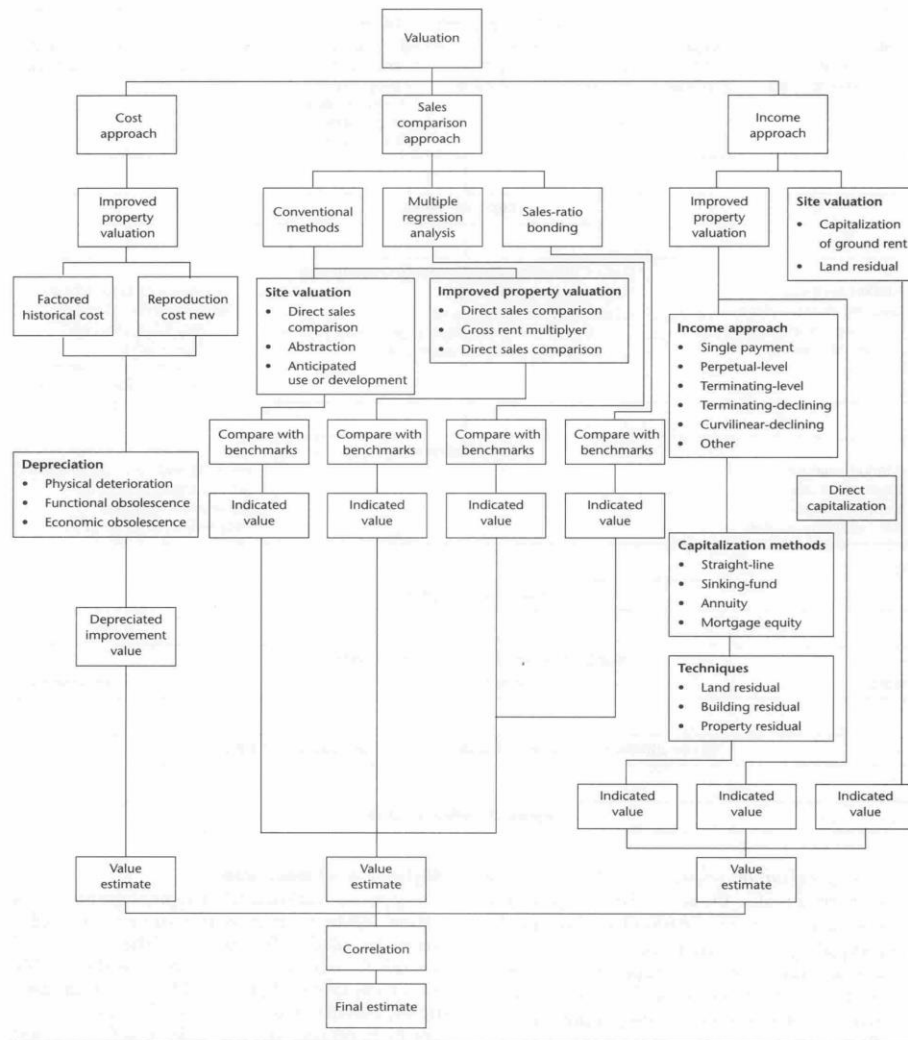 Valuation
Cost
approach
Sales
comparison
approach
Income
approach
Improved
property
valuation
Conventional
methods
Multiple
regression
analysis
Sales-ratio
bonding
Improved
property
valuation
Site valuation
• Capitalization
of ground rent
• Land residual
Factored
historical cost
Reproduction
cost new
Site valuation
• Direct sales
comparison
• Abstraction
• Anticipated
use or development
Improved property valuation
• Direct sales comparison
• Gross rent multiplyer
• Direct sales comparison
Income approach
• Single payment
• Perpetual-level
• Terminating-level
• Terminating-declining
• Curvilinear-declining
• Other
Compare with
benchmarks
Compare with
benchmarks
Compare with
benchmarks
Compare with
benchmarks
Depreciation
• Physical deterioration
• Functional obsolescence
• Economic obsolescence
Indicated
value
Indicated
value
Indicated
value
Indicated
value
Direct
capitalization
Capitalization methods
• Straight-line
• Sinking-fund
• Annuity
• Mortgage equity
Depreciated
improvement
value
Techniques
• Land residual
• Building residual
• Property residual
Indicated
value
Indicated
value
Indicated
value
Value
estimate
Value
estimate
Value
estimate
Correlation
Final estimate